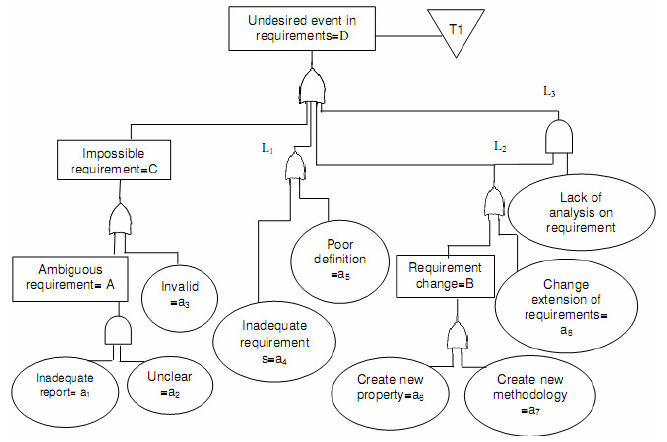 Undesired event in
requirements=D
T1
L₃
L₁
L₂
Impossible
requirement=C
Lack of
analysis on
requirement
Poor
definition
=a₅
Ambiguous
requirement= A
Invalid
=a₃
Requirement
change=B
Change
extension of
requirements=
a₈
Inadequate
requirement
s=a₄
Inadequate
report= a₁
Unclear
=a₂
Create new
property=a₆
Create new
methodology
=a₇